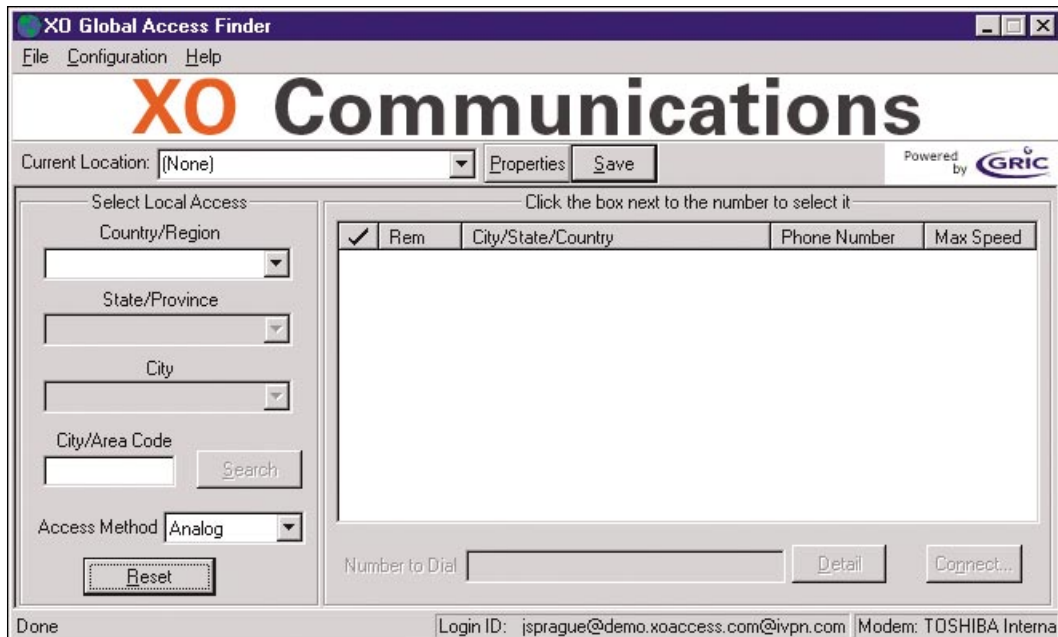 XO Global Access Finder
File Configuration Help
XO Communications
Current Location: (None) Properties Save Powered by GRIC
Select Local Access
Country/Region
State/Province
City
City/Area Code
Search
Access Method Analog
Reset
Click the box next to the number to select it
Rem City/State/Country Phone Number Max Speed
Number to Dial Detail Connect...
Done Login ID: jsprague@demo.xoaccess.com@ivpn.com Modem: TOSHIBA Interna